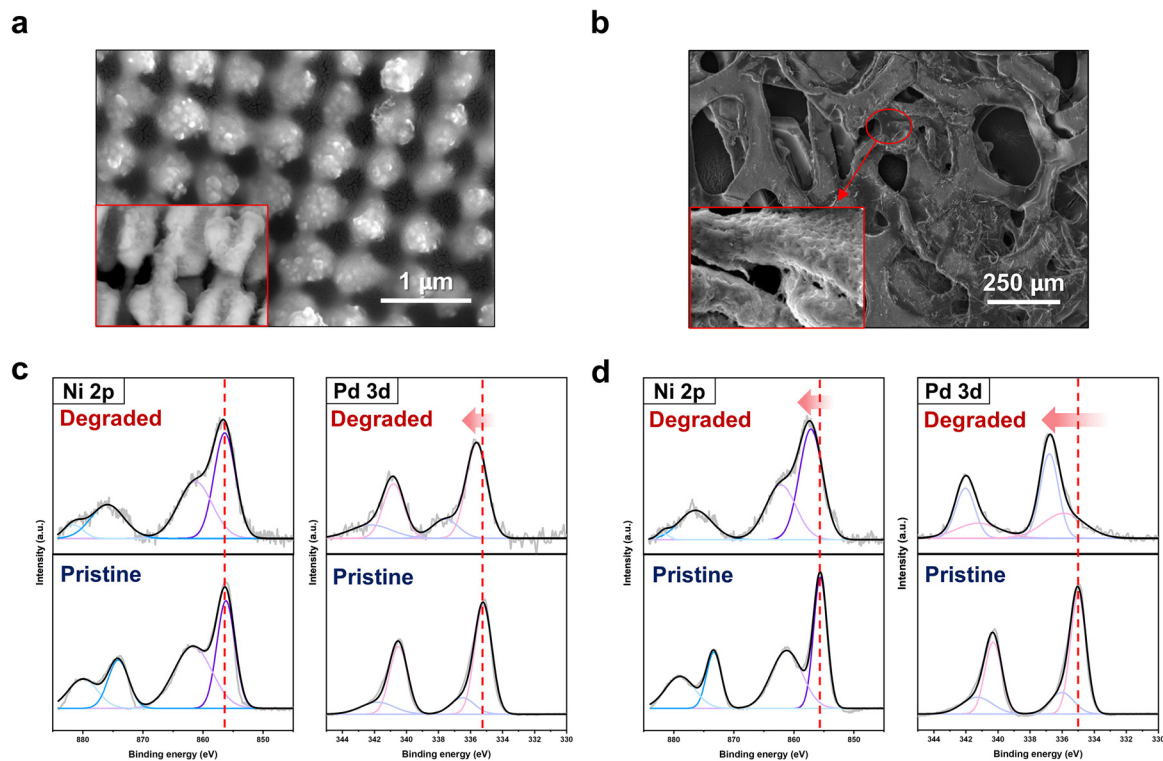 a
b
1 µm
250 µm
c
Ni 2p
Degraded
Pristine
Intensity (a.u.)
880 870 860 850
Binding energy (eV)
Pd 3d
Degraded
Pristine
Intensity (a.u.)
344 342 340 338 336 334 332 330
Binding energy (eV)
d
Ni 2p
Degraded
Pristine
Intensity (a.u.)
880 870 860 850
Binding energy (eV)
Pd 3d
Degraded
Pristine
Intensity (a.u.)
344 342 340 338 336 334 332 330
Binding energy (eV)